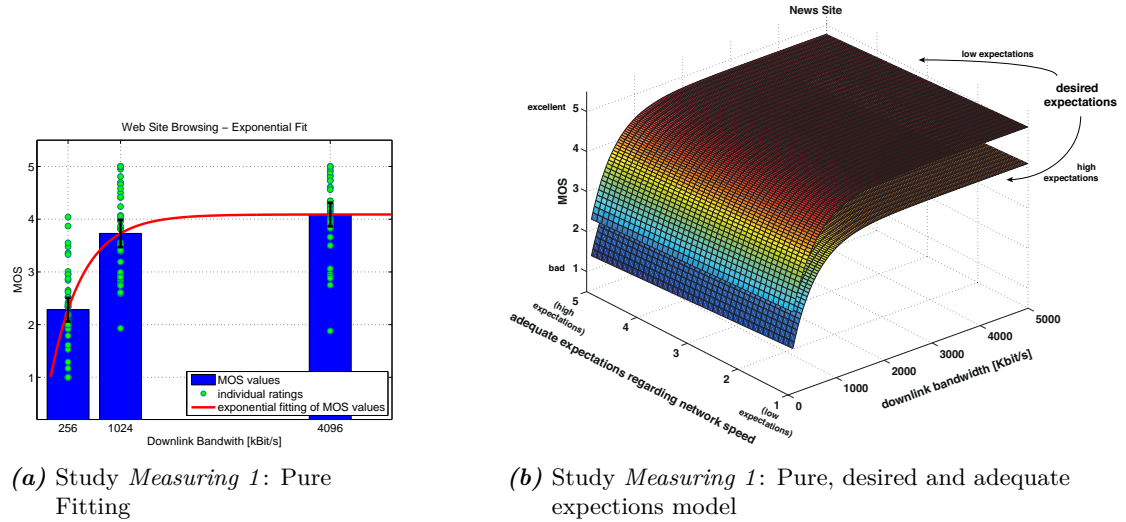 Web Site Browsing – Exponential Fit
5
4
3
2
1
MOS
MOS values
individual ratings
exponential fitting of MOS values
256
1024
4096
Downlink Bandwith [kBit/s]
(a) Study Measuring 1: Pure
Fitting
News Site
low expectations
desired
expectations
high
expectations
excellent
bad
5
4
3
2
1
MOS
5
4
3
2
1
(high
expectations)
(low
expectations)
adequate expectations regarding network speed
0
1000
2000
3000
4000
5000
downlink bandwidth [Kbit/s]
(b) Study Measuring 1: Pure, desired and adequate
expections model